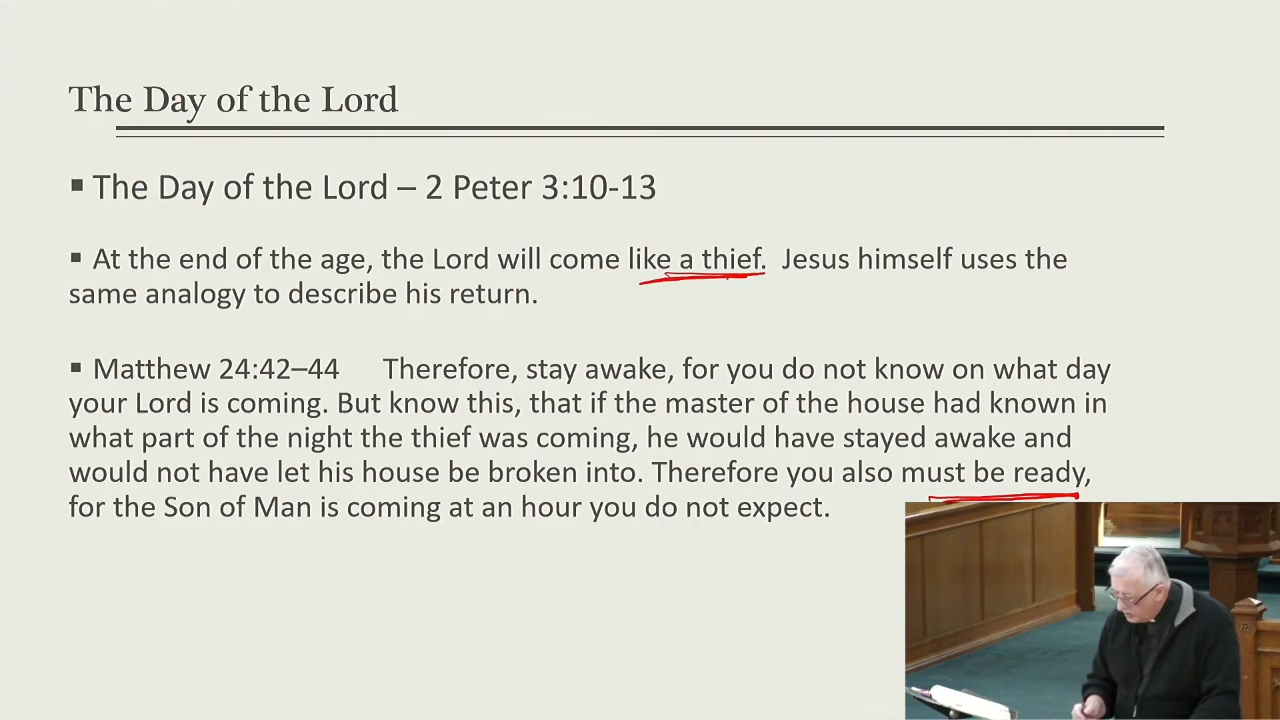 The Day of the Lord
▪ The Day of the Lord – 2 Peter 3:10-13
▪ At the end of the age, the Lord will come like a thief. Jesus himself uses the
same analogy to describe his return.
▪ Matthew 24:42–44 Therefore, stay awake, for you do not know on what day
your Lord is coming. But know this, that if the master of the house had known in
what part of the night the thief was coming, he would have stayed awake and
would not have let his house be broken into. Therefore you also must be ready,
for the Son of Man is coming at an hour you do not expect.